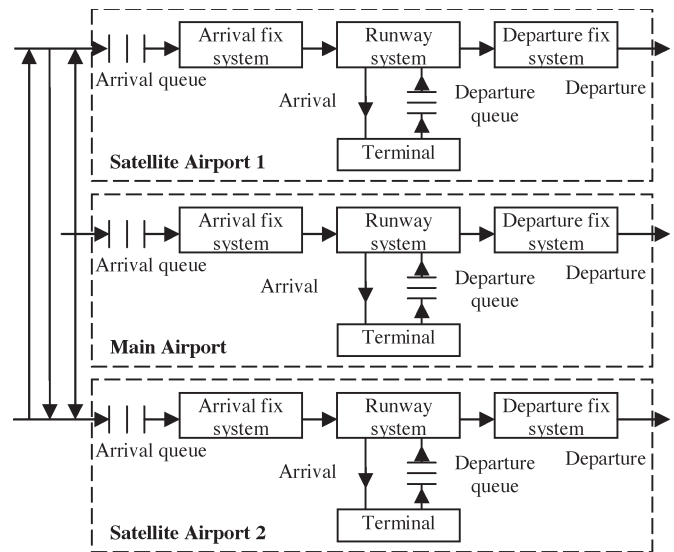 Arrival fix
system
Runway
system
Departure fix
system
Arrival queue
Arrival
Departure
queue
Departure
Terminal
Satellite Airport 1
Arrival fix
system
Runway
system
Departure fix
system
Arrival queue
Arrival
Departure
queue
Departure
Terminal
Main Airport
Arrival fix
system
Runway
system
Departure fix
system
Arrival queue
Arrival
Departure
queue
Departure
Terminal
Satellite Airport 2